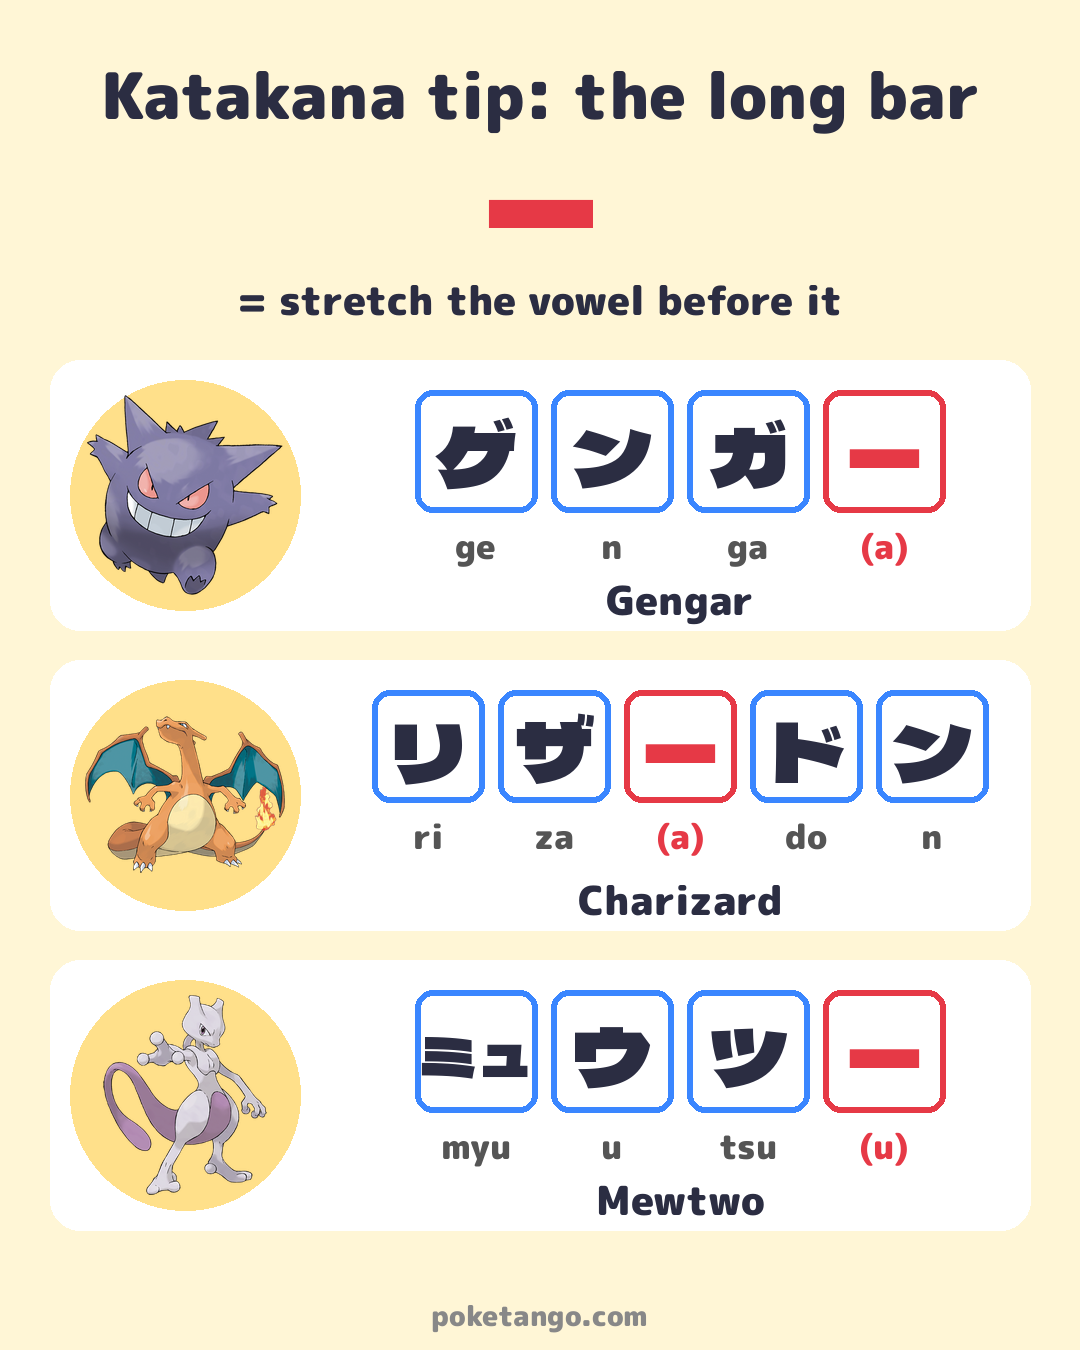 Katakana tip: the long bar
ー
= stretch the vowel before it
ゲ ン ガ ー
ge n ga (a)
Gengar
リ ザ ー ド ン
ri za (a) do n
Charizard
ミュ ウ ツ ー
myu u tsu (u)
Mewtwo
poketango.com